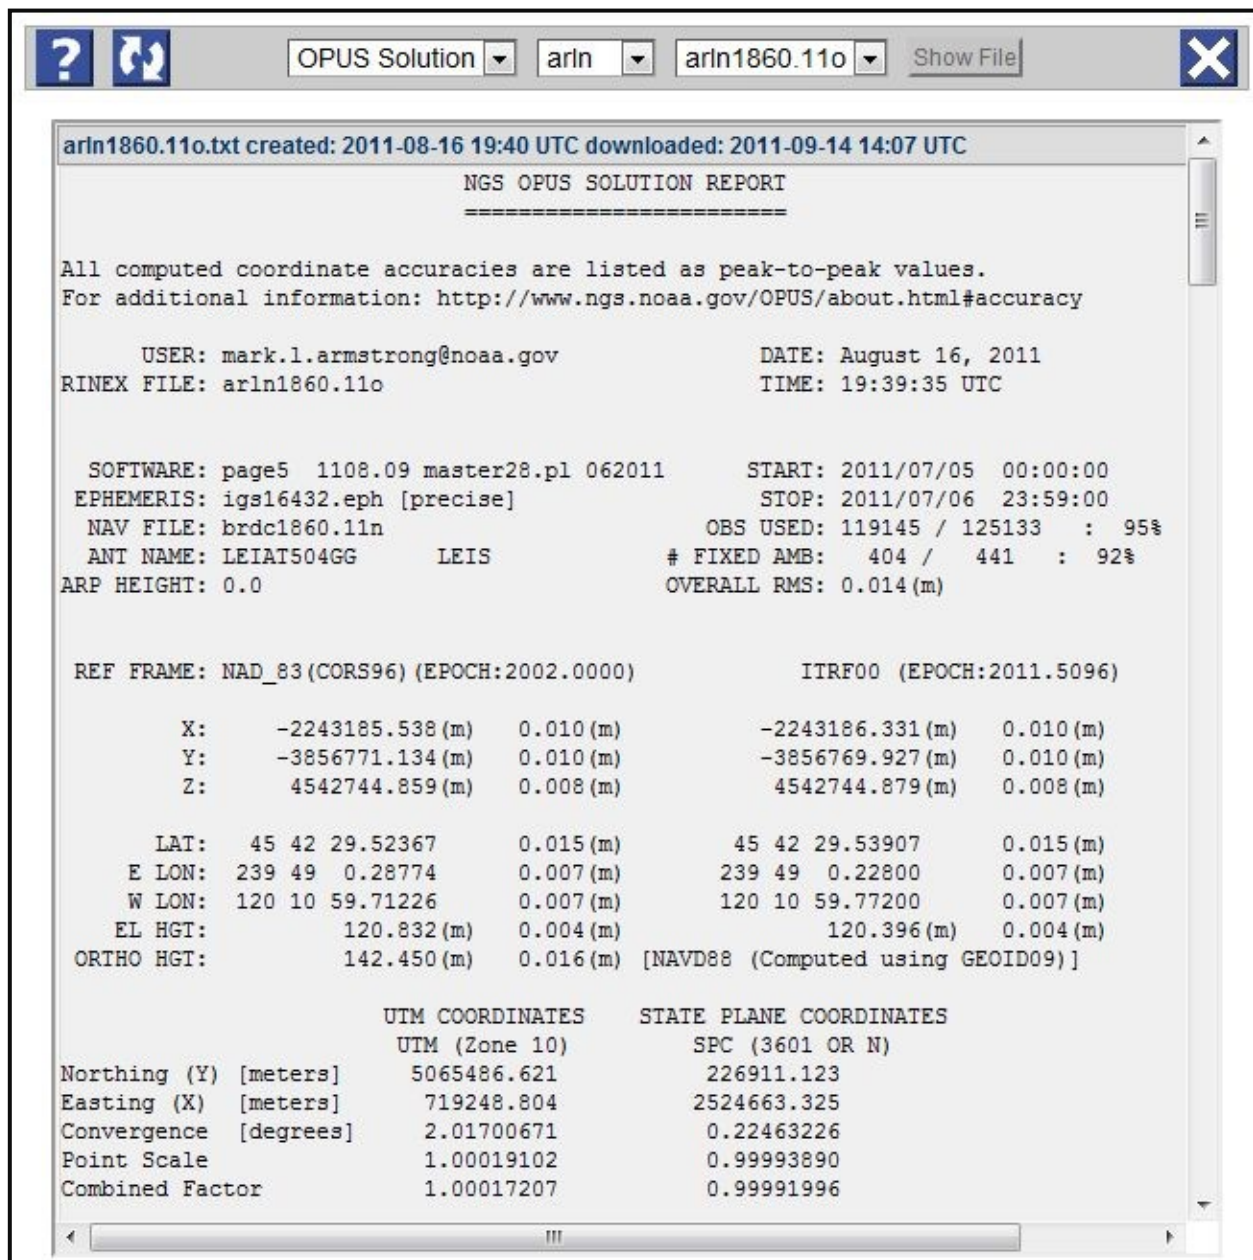 ? OPUS Solution arln arln1860.11o Show File X
arln1860.11o.txt created: 2011-08-16 19:40 UTC downloaded: 2011-09-14 14:07 UTC
NGS OPUS SOLUTION REPORT
========================
All computed coordinate accuracies are listed as peak-to-peak values.
For additional information: http://www.ngs.noaa.gov/OPUS/about.html#accuracy
USER: mark.l.armstrong@noaa.gov DATE: August 16, 2011
RINEX FILE: arln1860.11o TIME: 19:39:35 UTC
SOFTWARE: page5 1108.09 master28.pl 062011 START: 2011/07/05 00:00:00
EPHEMERIS: igs16432.eph [precise] STOP: 2011/07/06 23:59:00
NAV FILE: brdc1860.11n OBS USED: 119145 / 125133 : 95%
ANT NAME: LEIAT504GG LEIS # FIXED AMB: 404 / 441 : 92%
ARP HEIGHT: 0.0 OVERALL RMS: 0.014(m)
REF FRAME: NAD_83(CORS96)(EPOCH:2002.0000) ITRF00 (EPOCH:2011.5096)
X: -2243185.538(m) 0.010(m) -2243186.331(m) 0.010(m)
Y: -3856771.134(m) 0.010(m) -3856769.927(m) 0.010(m)
Z: 4542744.859(m) 0.008(m) 4542744.879(m) 0.008(m)
LAT: 45 42 29.52367 0.015(m) 45 42 29.53907 0.015(m)
E LON: 239 49 0.28774 0.007(m) 239 49 0.22800 0.007(m)
W LON: 120 10 59.71226 0.007(m) 120 10 59.77200 0.007(m)
EL HGT: 120.832(m) 0.004(m) 120.396(m) 0.004(m)
ORTHO HGT: 142.450(m) 0.016(m) [NAVD88 (Computed using GEOID09)]
UTM COORDINATES STATE PLANE COORDINATES
UTM (Zone 10) SPC (3601 OR N)
Northing (Y) [meters] 5065486.621 226911.123
Easting (X) [meters] 719248.804 2524663.325
Convergence [degrees] 2.01700671 0.22463226
Point Scale 1.00019102 0.99993890
Combined Factor 1.00017207 0.99991996